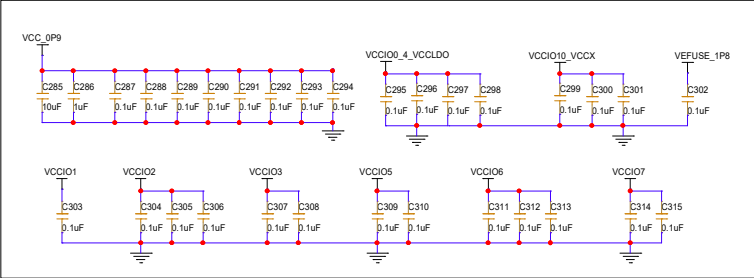 VCC_0P9
VCCIO0_4_VCCLDO
VCCIO10_VCCX
VEFUSE_1P8
C285 C286 C287 C288 C289 C290 C291 C292 C293 C294
10uF 1uF 0.1uF 0.1uF 0.1uF 0.1uF 0.1uF 0.1uF 0.1uF 0.1uF
C295 C296 C297 C298
0.1uF 0.1uF 0.1uF 0.1uF
C299 C300 C301
0.1uF 0.1uF 0.1uF
C302
0.1uF
VCCIO1 VCCIO2 VCCIO3 VCCIO5 VCCIO6 VCCIO7
C303 C304 C305 C306 C307 C308 C309 C310 C311 C312 C313 C314 C315
0.1uF 0.1uF 0.1uF 0.1uF 0.1uF 0.1uF 0.1uF 0.1uF 0.1uF 0.1uF 0.1uF 0.1uF 0.1uF